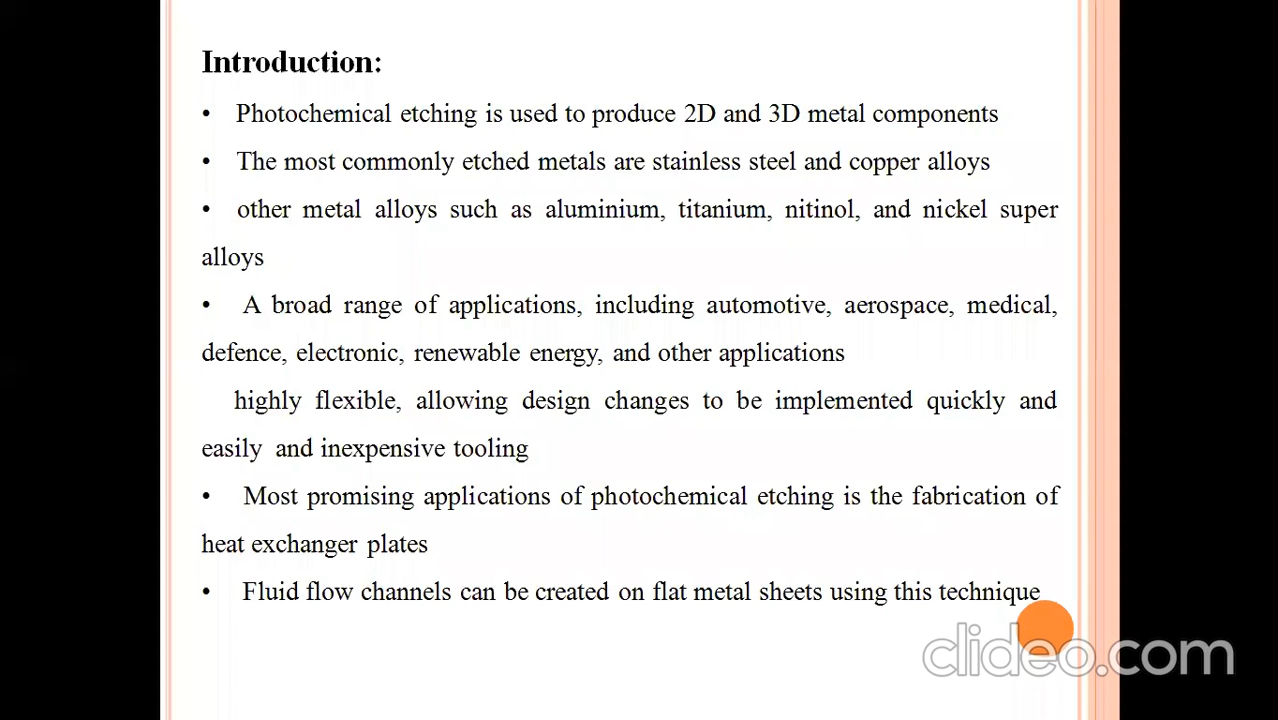 Introduction:
• Photochemical etching is used to produce 2D and 3D metal components
• The most commonly etched metals are stainless steel and copper alloys
• other metal alloys such as aluminium, titanium, nitinol, and nickel super
alloys
• A broad range of applications, including automotive, aerospace, medical,
defence, electronic, renewable energy, and other applications
highly flexible, allowing design changes to be implemented quickly and
easily and inexpensive tooling
• Most promising applications of photochemical etching is the fabrication of
heat exchanger plates
• Fluid flow channels can be created on flat metal sheets using this technique
clideo.com